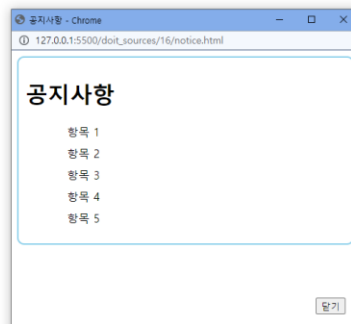 공지사항 - Chrome
127.0.0.1:5500/doit_sources/16/notice.html
공지사항
항목 1
항목 2
항목 3
항목 4
항목 5
닫기